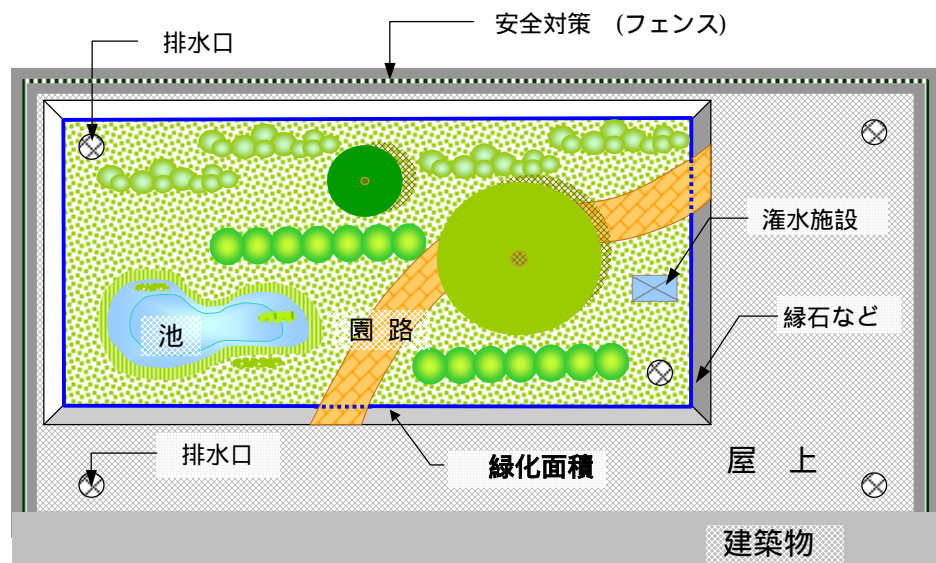 安全対策 (フェンス)
排水口
潅水施設
縁石など
池
園路
排水口
緑化面積
屋上
建築物